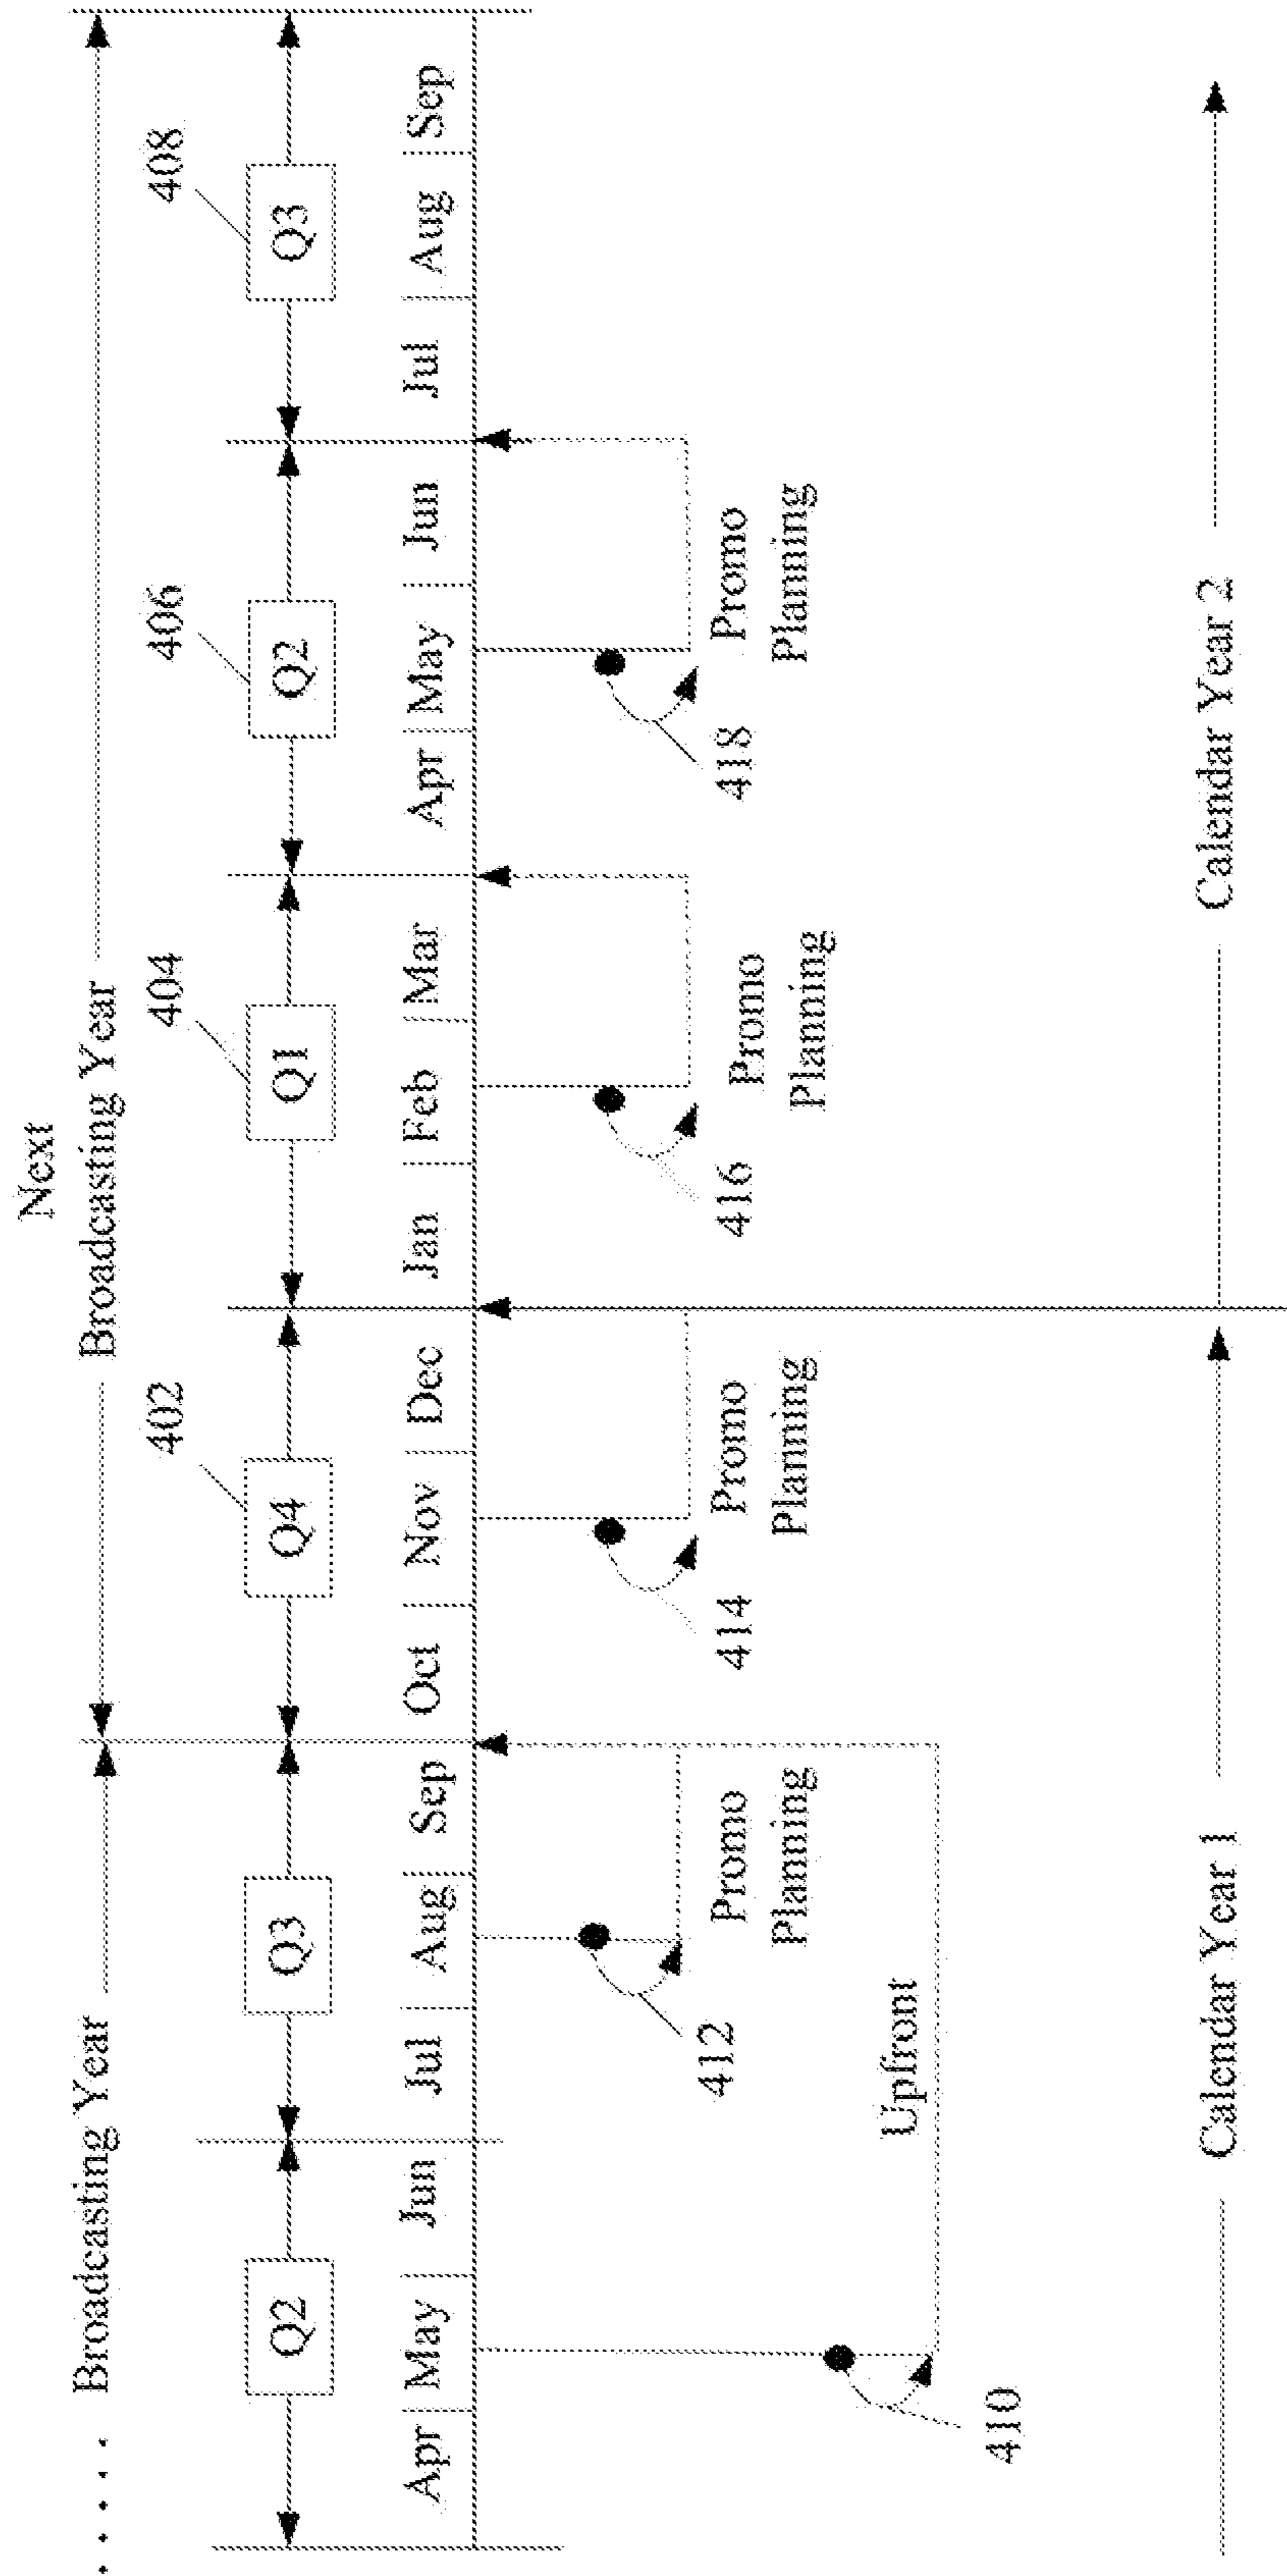 Next
..... Broadcasting Year
Broadcasting Year
402
404
406
408
Q2
Q3
Q4
Q1
Q2
Q3
Apr May Jun Jul Aug Sep Oct Nov Dec Jan Feb Mar Apr May Jun Jul Aug Sep
412
Promo
Planning
414
Promo
Planning
416
Promo
Planning
418
Promo
Planning
410
Upfront
Calendar Year 1
Calendar Year 2